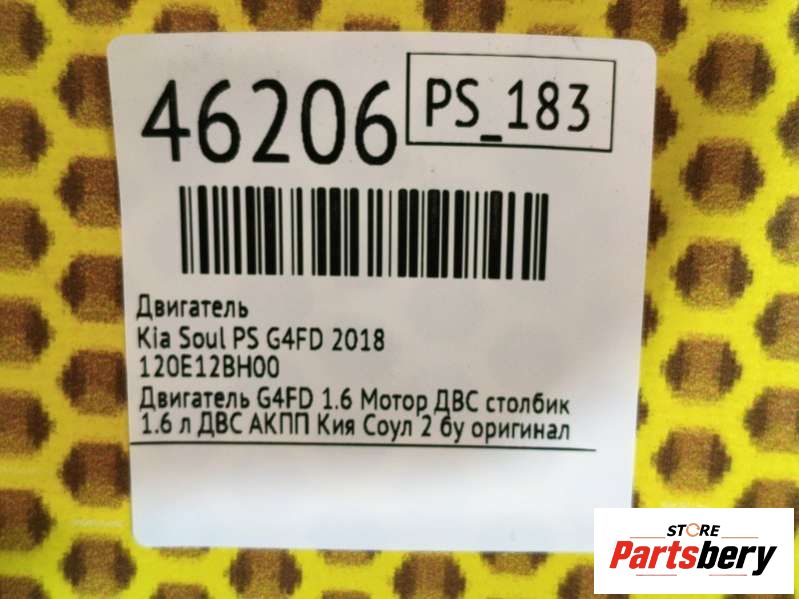 46206
PS_183
Двигатель
Kia Soul PS G4FD 2018
120E12BH00
Двигатель G4FD 1.6 Мотор ДВС столбик
1.6 л ДВС АКПП Кия Соул 2 бу оригинал
STORE
Partsbery